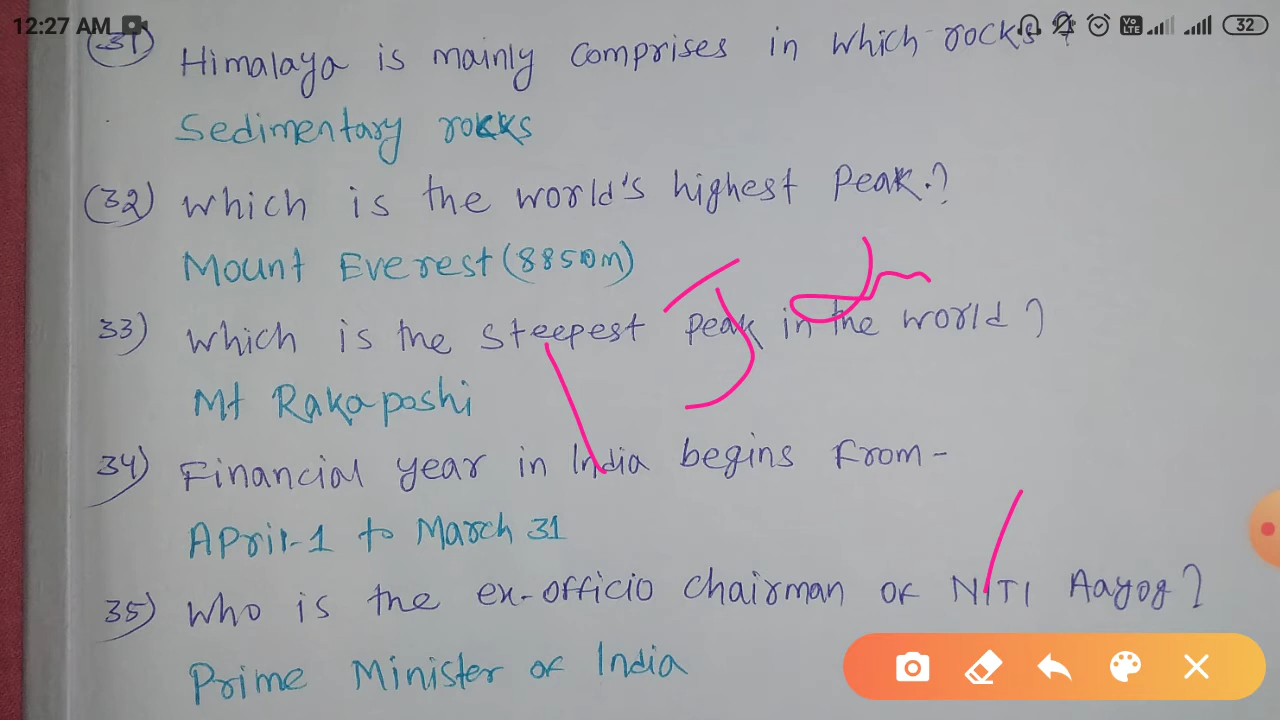 12:27 AM Vo LTE 32
(31) Himalaya is mainly comprises in which rocks?
Sedimentary rocks
(32) which is the world's highest Peak.?
Mount Everest (8850m)
33) which is the steepest peak in the world?
Mt Rakaposhi
34) Financial year in India begins From-
April-1 to March 31
35) Who is the ex-officio chairman of NITI Aayog?
Prime Minister of India